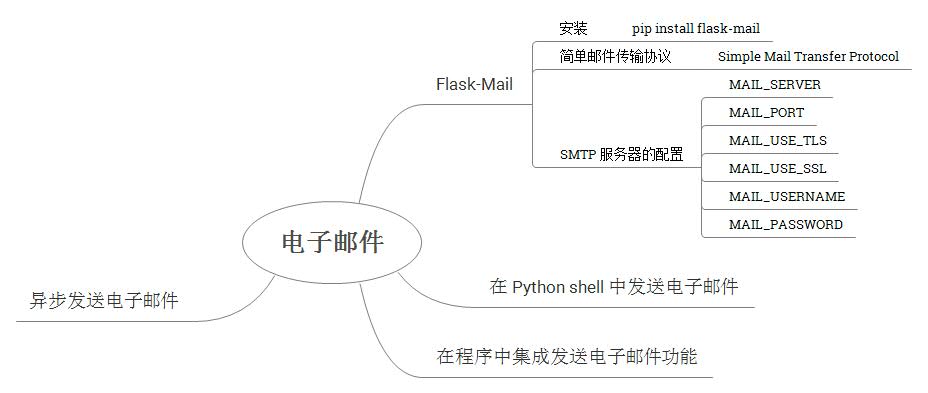 安装 pip install flask-mail
简单邮件传输协议 Simple Mail Transfer Protocol
Flask-Mail
MAIL_SERVER
MAIL_PORT
MAIL_USE_TLS
SMTP 服务器的配置
MAIL_USE_SSL
MAIL_USERNAME
MAIL_PASSWORD
电子邮件
在 Python shell 中发送电子邮件
异步发送电子邮件
在程序中集成发送电子邮件功能